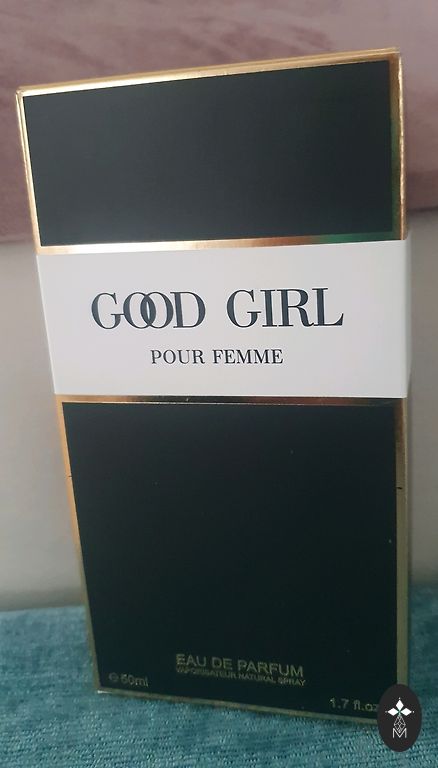 GOOD GIRL
POUR FEMME
EAU DE PARFUM
VAPORISATEUR NATURAL SPRAY
℮ 50ml
1.7 fl.oz
M